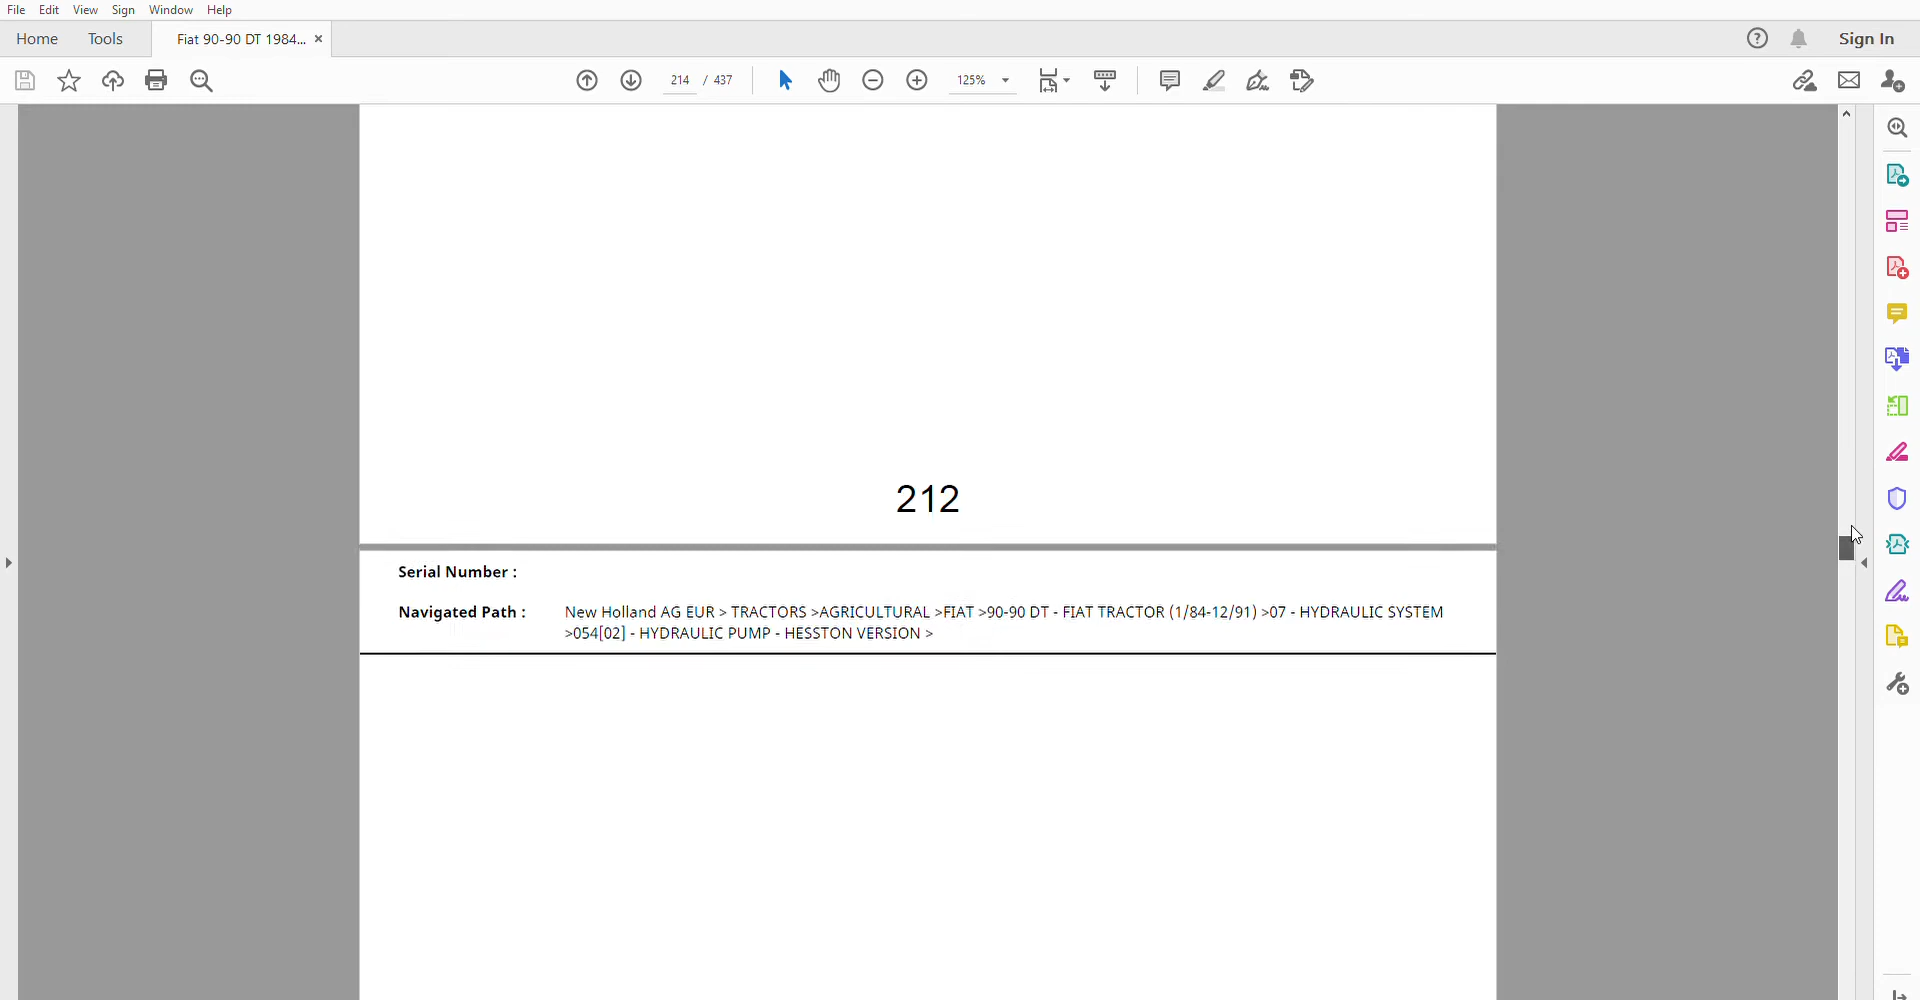 File Edit View Sign Window Help
Home Tools Fiat 90-90 DT 1984... × Sign In
214 / 437 125%
212
Serial Number :
Navigated Path : New Holland AG EUR > TRACTORS >AGRICULTURAL >FIAT >90-90 DT - FIAT TRACTOR (1/84-12/91) >07 - HYDRAULIC SYSTEM
>054[02] - HYDRAULIC PUMP - HESSTON VERSION >